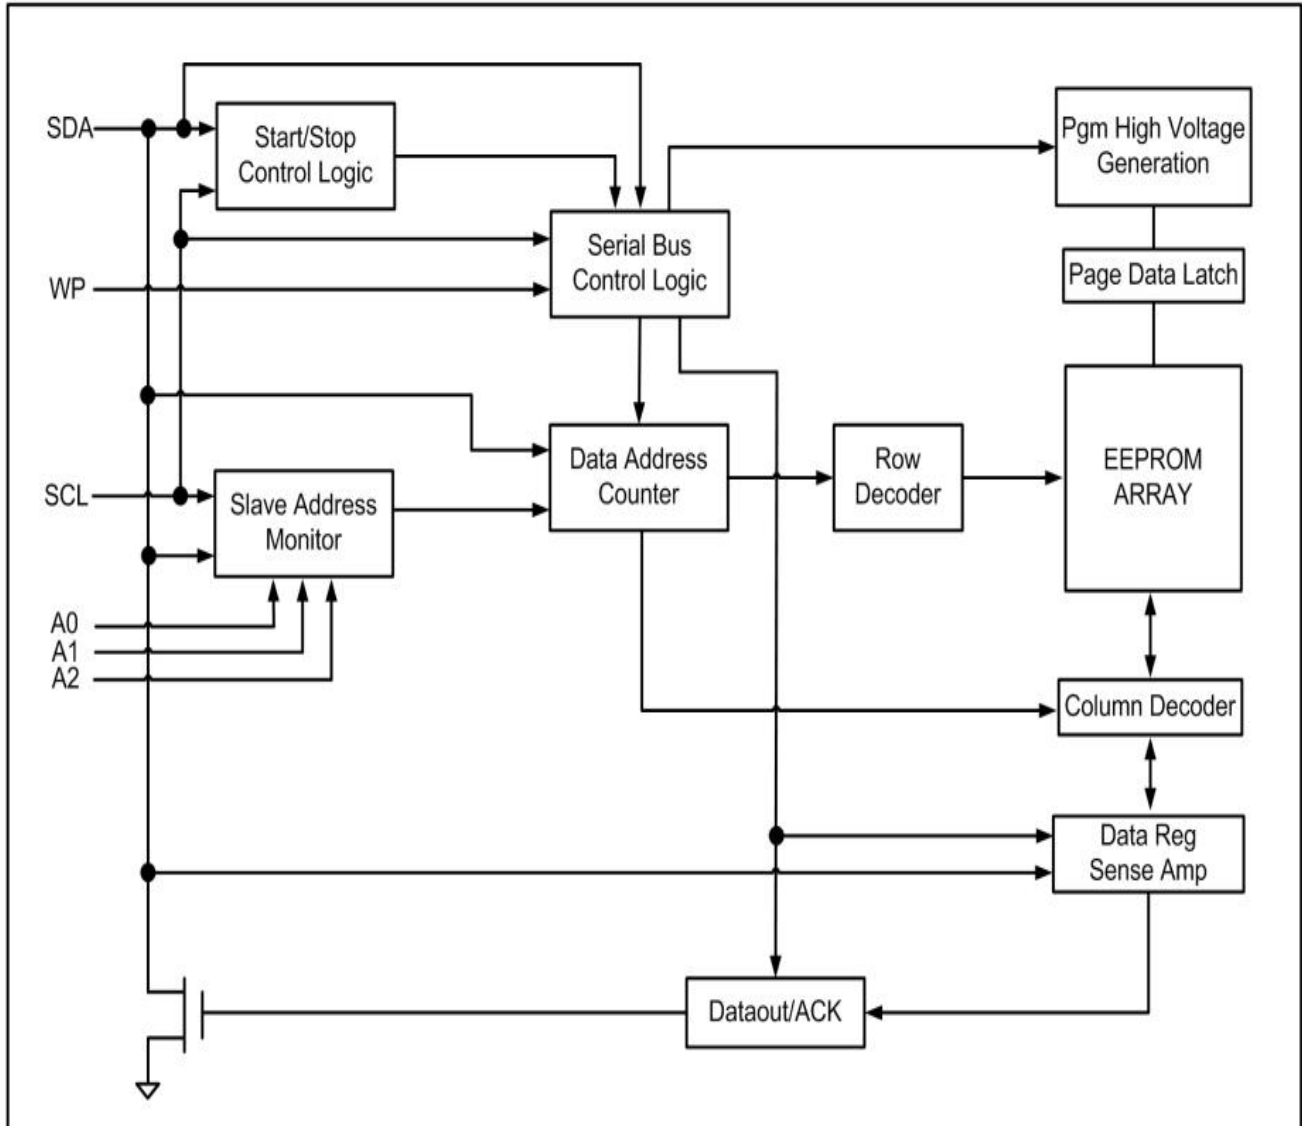 SDA
Start/Stop
Control Logic
Pgm High Voltage
Generation
WP
Serial Bus
Control Logic
Page Data Latch
SCL
Slave Address
Monitor
Data Address
Counter
Row
Decoder
EEPROM
ARRAY
A0
A1
A2
Column Decoder
Data Reg
Sense Amp
Dataout/ACK